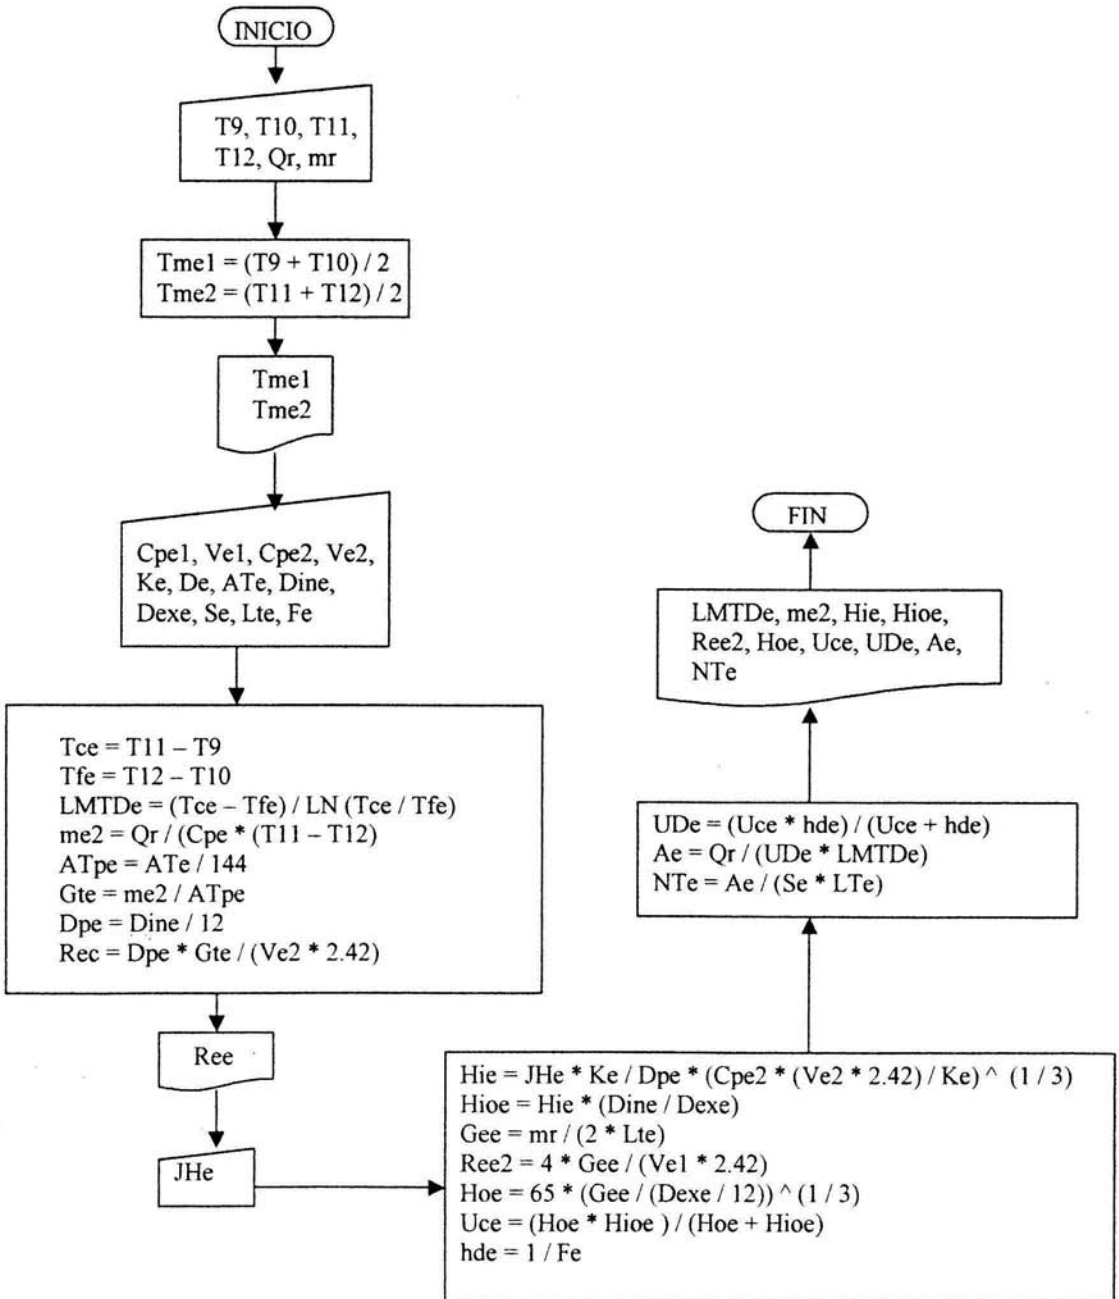 INICIO
T9, T10, T11,
T12, Qr, mr
Tme1 = (T9 + T10) / 2
Tme2 = (T11 + T12) / 2
Tme1
Tme2
Cpe1, Ve1, Cpe2, Ve2,
Ke, De, ATe, Dine,
Dexe, Se, Lte, Fe
Tce = T11 – T9
Tfe = T12 – T10
LMTDe = (Tce – Tfe) / LN (Tce / Tfe)
me2 = Qr / (Cpe * (T11 – T12)
ATpe = ATe / 144
Gte = me2 / ATpe
Dpe = Dine / 12
Rec = Dpe * Gte / (Ve2 * 2.42)
Ree
JHe
Hie = JHe * Ke / Dpe * (Cpe2 * (Ve2 * 2.42) / Ke) ^ (1 / 3)
Hioe = Hie * (Dine / Dexe)
Gee = mr / (2 * Lte)
Ree2 = 4 * Gee / (Ve1 * 2.42)
Hoe = 65 * (Gee / (Dexe / 12)) ^ (1 / 3)
Uce = (Hoe * Hioe ) / (Hoe + Hioe)
hde = 1 / Fe
UDe = (Uce * hde) / (Uce + hde)
Ae = Qr / (UDe * LMTDe)
NTe = Ae / (Se * LTe)
LMTDe, me2, Hie, Hioe,
Ree2, Hoe, Uce, UDe, Ae,
NTe
FIN